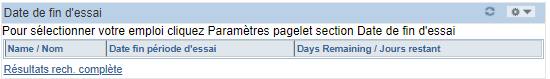 Date de fin d'essai
Pour sélectionner votre emploi cliquez Paramètres pagelet section Date de fin d'essai
Name / Nom Date fin période d'essai Days Remaining / Jours restant
Résultats rech. complète